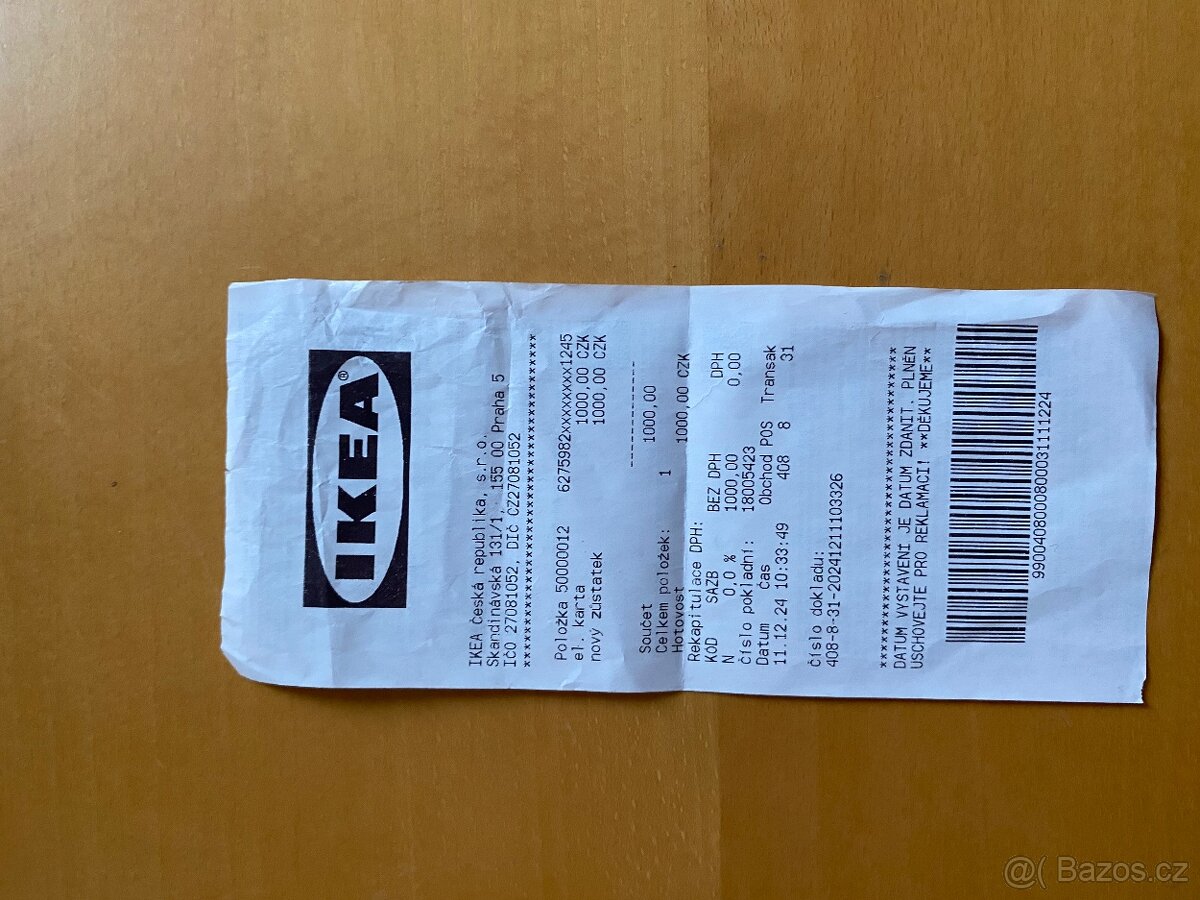 IKEA®
IKEA Česká republika, s.r.o.
Skandinávská 131/1, 155 00 Praha 5
IČO 27081052, DIČ CZ27081052
****************************************
Položka 50000012 6275982xxxxxxxx1245
el. karta 1000,00 CZK
nový zůstatek 1000,00 CZK
-------------
Součet 1000,00
Celkem položek: 1
Hotovost 1000,00 CZK
Rekapitulace DPH:
KOD SAZB BEZ DPH DPH
N 0,0 % 1000,00 0,00
číslo pokladní: 18005423
Datum Čas Obchod POS Transak
11.12.24 10:33:49 408 8 31
číslo dokladu:
408-8-31-20241211103326
****************************************
DATUM VYSTAVENI JE DATUM ZDANIT. PLNĚN
USCHOVEJTE PRO REKLAMACI! **DĚKUJEME**
9900408000800031111224
@( Bazos.cz